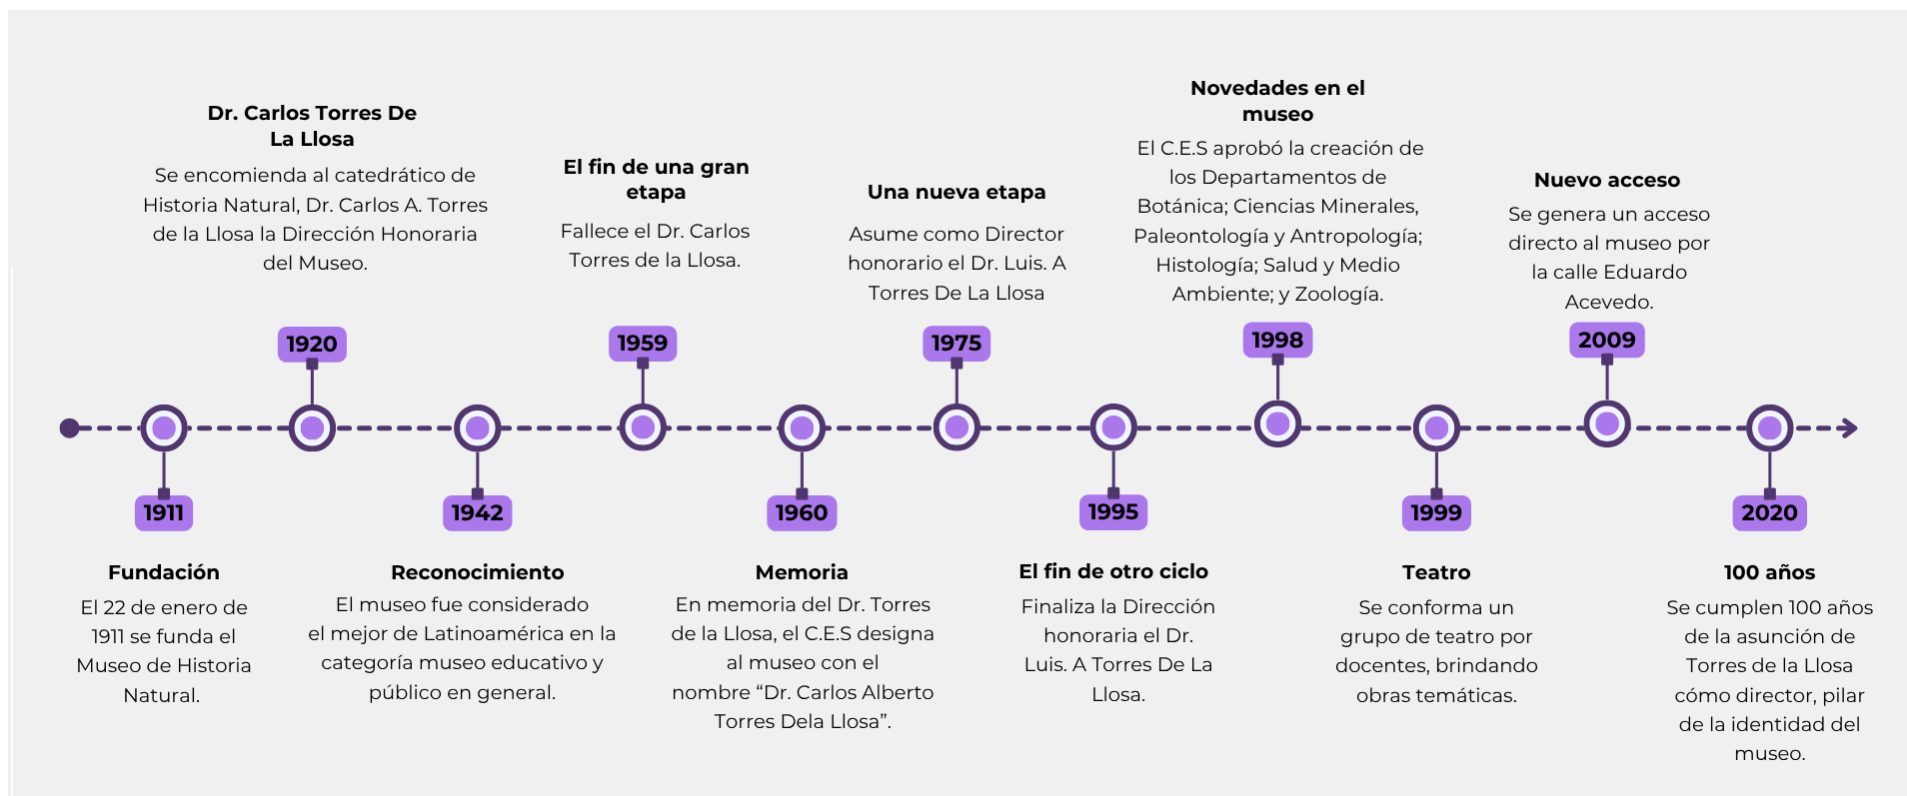 Dr. Carlos Torres De
La Llosa
Se encomienda al catedrático de
Historia Natural, Dr. Carlos A. Torres
de la Llosa la Dirección Honoraria
del Museo.
1920
El fin de una gran
etapa
Fallece el Dr. Carlos
Torres de la Llosa.
1959
Una nueva etapa
Asume como Director
honorario el Dr. Luis. A
Torres De La Llosa
1975
Novedades en el
museo
El C.E.S aprobó la creación de
los Departamentos de
Botánica; Ciencias Minerales,
Paleontología y Antropología;
Histología; Salud y Medio
Ambiente; y Zoología.
1998
Nuevo acceso
Se genera un acceso
directo al museo por
la calle Eduardo
Acevedo.
2009
1911
Fundación
El 22 de enero de
1911 se funda el
Museo de Historia
Natural.
1942
Reconocimiento
El museo fue considerado
el mejor de Latinoamérica en la
categoría museo educativo y
público en general.
1960
Memoria
En memoria del Dr. Torres
de la Llosa, el C.E.S designa
al museo con el
nombre “Dr. Carlos Alberto
Torres Dela Llosa”.
1995
El fin de otro ciclo
Finaliza la Dirección
honoraria el Dr.
Luis. A Torres De La
Llosa.
1999
Teatro
Se conforma un
grupo de teatro por
docentes, brindando
obras temáticas.
2020
100 años
Se cumplen 100 años
de la asunción de
Torres de la Llosa
cómo director, pilar
de la identidad del
museo.